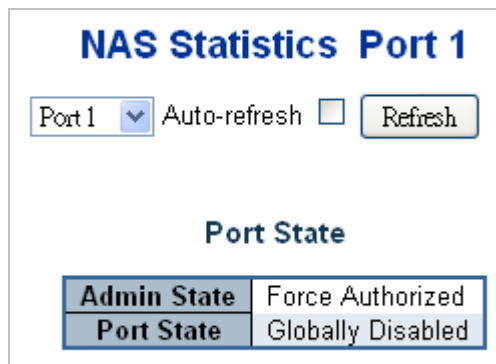 NAS Statistics Port 1
Port 1 Auto-refresh Refresh
Port State
Admin State Force Authorized
Port State Globally Disabled